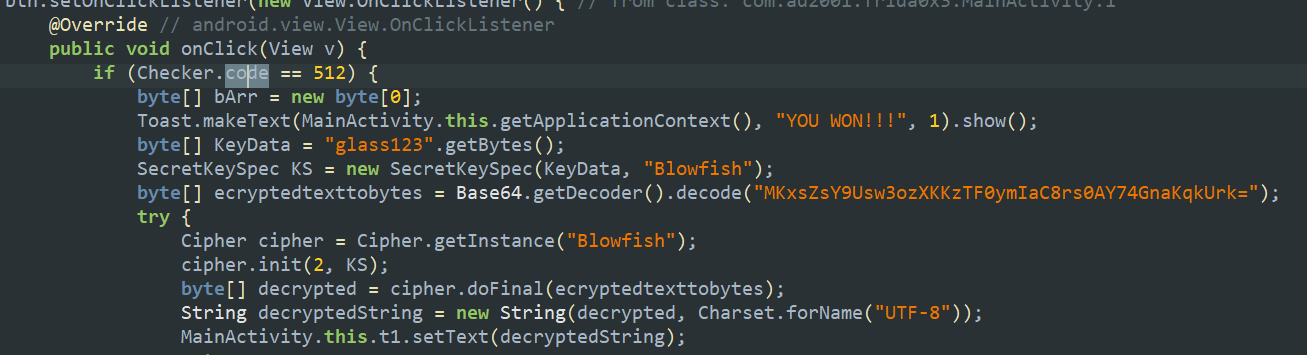 btn.setOnClickListener(new View.OnClickListener() { // from class: com.ad2001.frida0x3.MainActivity.1
@Override // android.view.View.OnClickListener
public void onClick(View v) {
if (Checker.code == 512) {
byte[] bArr = new byte[0];
Toast.makeText(MainActivity.this.getApplicationContext(), "YOU WON!!!", 1).show();
byte[] KeyData = "glass123".getBytes();
SecretKeySpec KS = new SecretKeySpec(KeyData, "Blowfish");
byte[] ecryptedtexttobytes = Base64.getDecoder().decode("MKxsZsY9Usw3ozXKKzTF0ymIaC8rs0AY74GnaKqkUrk=");
try {
Cipher cipher = Cipher.getInstance("Blowfish");
cipher.init(2, KS);
byte[] decrypted = cipher.doFinal(ecryptedtexttobytes);
String decryptedString = new String(decrypted, Charset.forName("UTF-8"));
MainActivity.this.t1.setText(decryptedString);